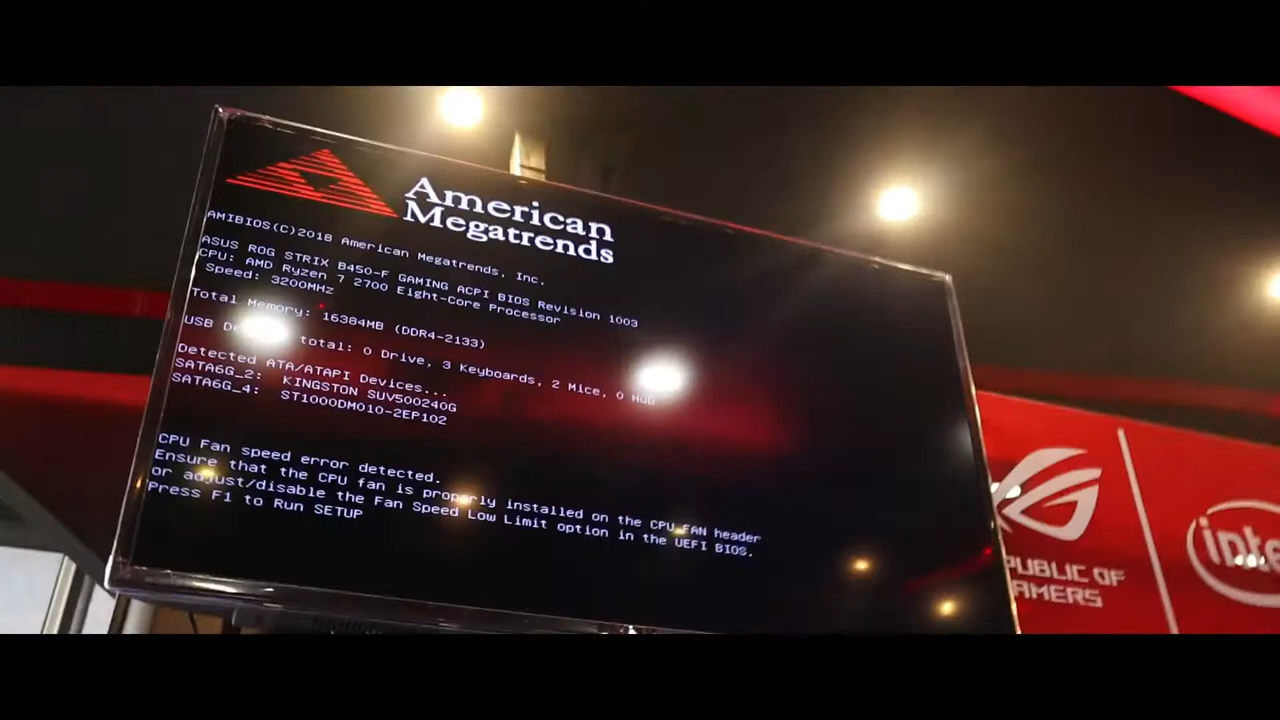 American
Megatrends
AMIBIOS(C)2018 American Megatrends, Inc.
ASUS ROG STRIX B450-F GAMING ACPI BIOS Revision 1003
CPU: AMD Ryzen 7 2700 Eight-Core Processor
Speed: 3200MHz
Total Memory: 16384MB (DDR4-2133)
USB total: 0 Drive, 3 Keyboards, 2 Mice, 0 Hub
Detected ATA/ATAPI Devices...
SATA6G_2: KINGSTON SUV500240G
SATA6G_4: ST1000DM010-2EP102
CPU Fan speed error detected.
Ensure that the CPU fan is properly installed on the CPU_FAN header
or adjust/disable the Fan Speed Low Limit option in the UEFI BIOS.
Press F1 to Run SETUP
PUBLIC OF
AMERS
inte